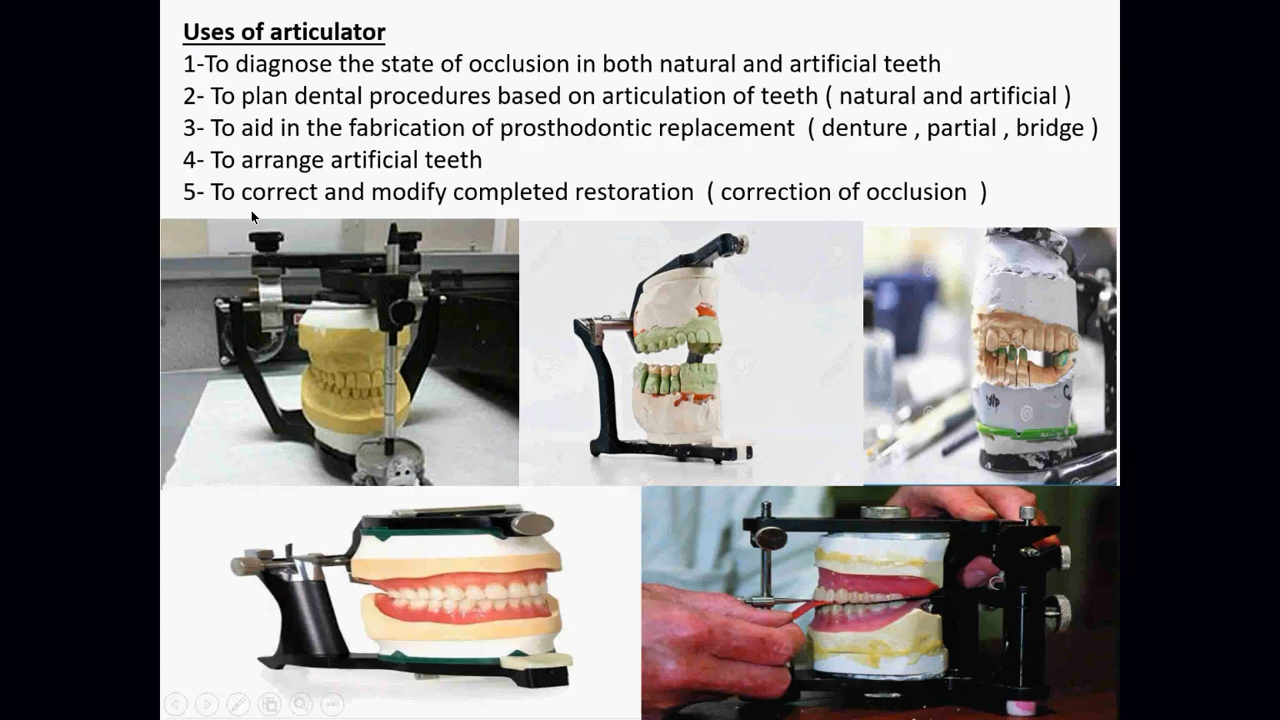 Uses of articulator
1-To diagnose the state of occlusion in both natural and artificial teeth
2- To plan dental procedures based on articulation of teeth ( natural and artificial )
3- To aid in the fabrication of prosthodontic replacement ( denture , partial , bridge )
4- To arrange artificial teeth
5- To correct and modify completed restoration ( correction of occlusion )